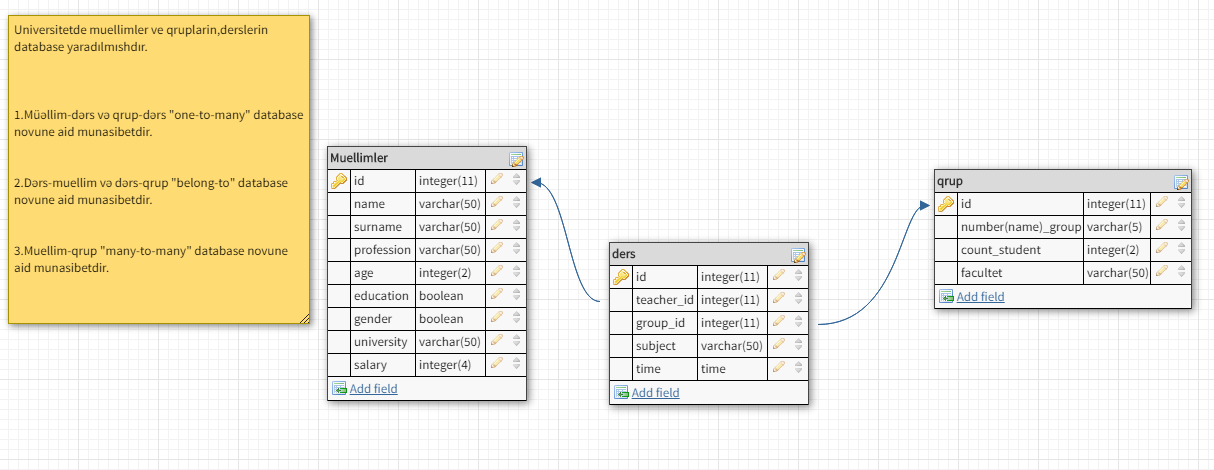 Universitetde muellimler ve qruplarin,derslerin
database yaradılmıshdır.
1.Müəllim-dərs və qrup-dərs "one-to-many" database
novune aid munasibetdir.
2.Dərs-muellim və dərs-qrup "belong-to" database
novune aid munasibetdir.
3.Muellim-qrup "many-to-many" database novune
aid munasibetdir.
Muellimler
id integer(11)
name varchar(50)
surname varchar(50)
profession varchar(50)
age integer(2)
education boolean
gender boolean
university varchar(50)
salary integer(4)
Add field
ders
id integer(11)
teacher_id integer(11)
group_id integer(11)
subject varchar(50)
time time
Add field
qrup
id integer(11)
number(name)_group varchar(5)
count_student integer(2)
facultet varchar(50)
Add field